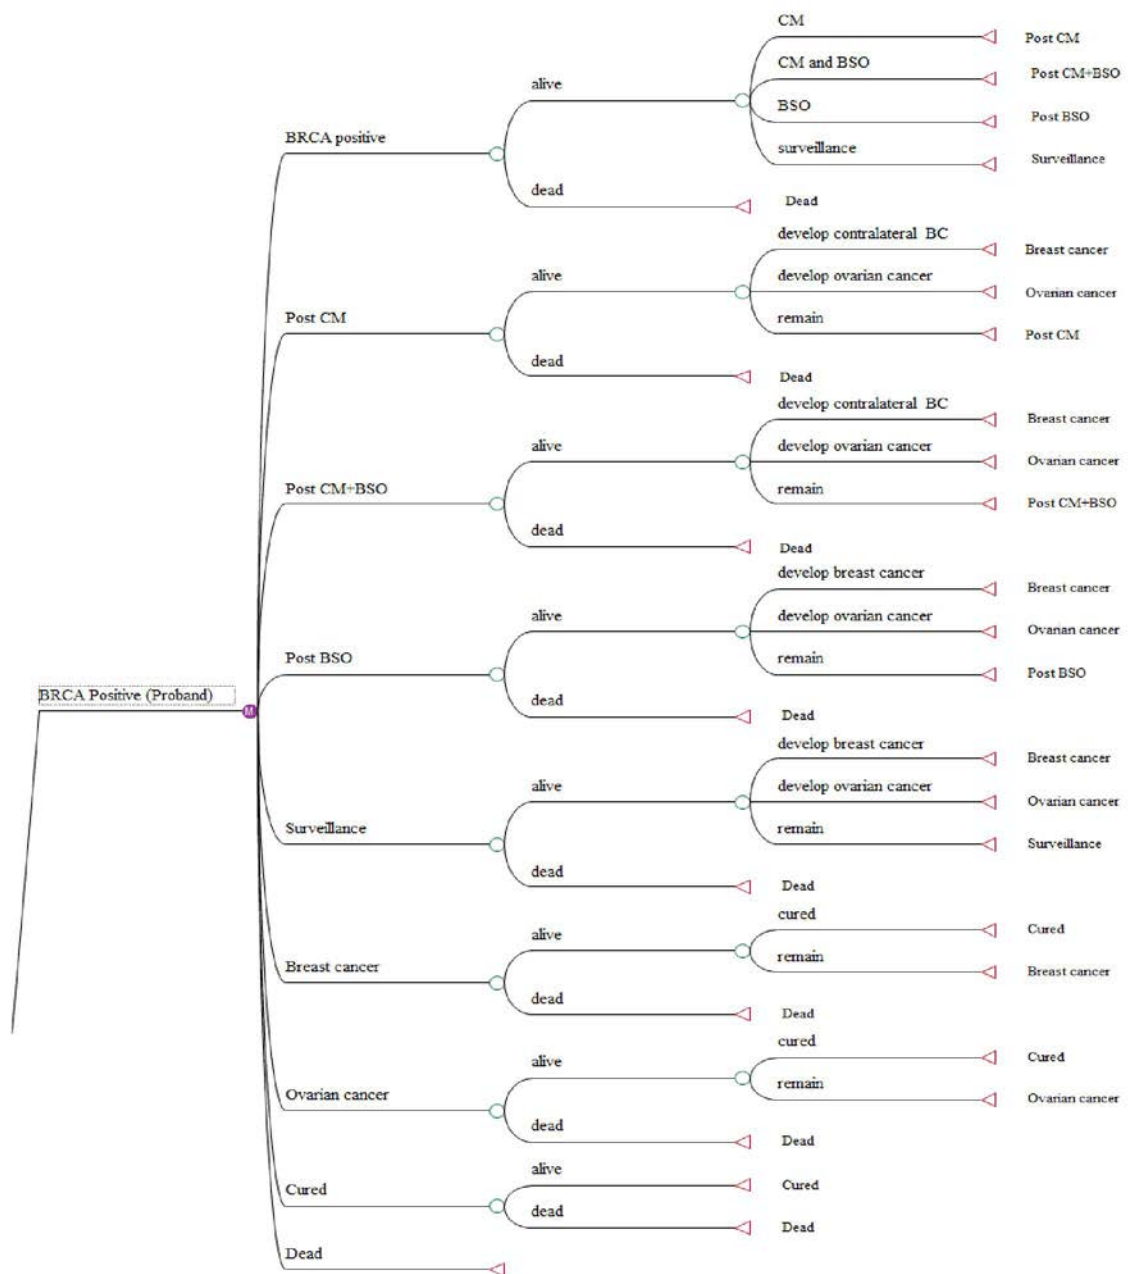 CM
Post CM
CM and BSO
Post CM+BSO
alive
BSO
Post BSO
BRCA positive
surveillance
Surveillance
dead
Dead
develop contralateral BC
Breast cancer
alive
develop ovarian cancer
Ovarian cancer
Post CM
remain
Post CM
dead
Dead
develop contralateral BC
Breast cancer
alive
develop ovarian cancer
Ovarian cancer
Post CM+BSO
remain
Post CM+BSO
dead
Dead
develop breast cancer
Breast cancer
alive
develop ovarian cancer
Ovarian cancer
Post BSO
remain
Post BSO
BRCA Positive (Proband)
M
dead
Dead
develop breast cancer
Breast cancer
alive
develop ovarian cancer
Ovarian cancer
Surveillance
remain
Surveillance
dead
Dead
cured
Cured
alive
Breast cancer
remain
Breast cancer
dead
Dead
cured
Cured
alive
Ovarian cancer
remain
Ovarian cancer
dead
Dead
alive
Cured
Cured
dead
Dead
Dead